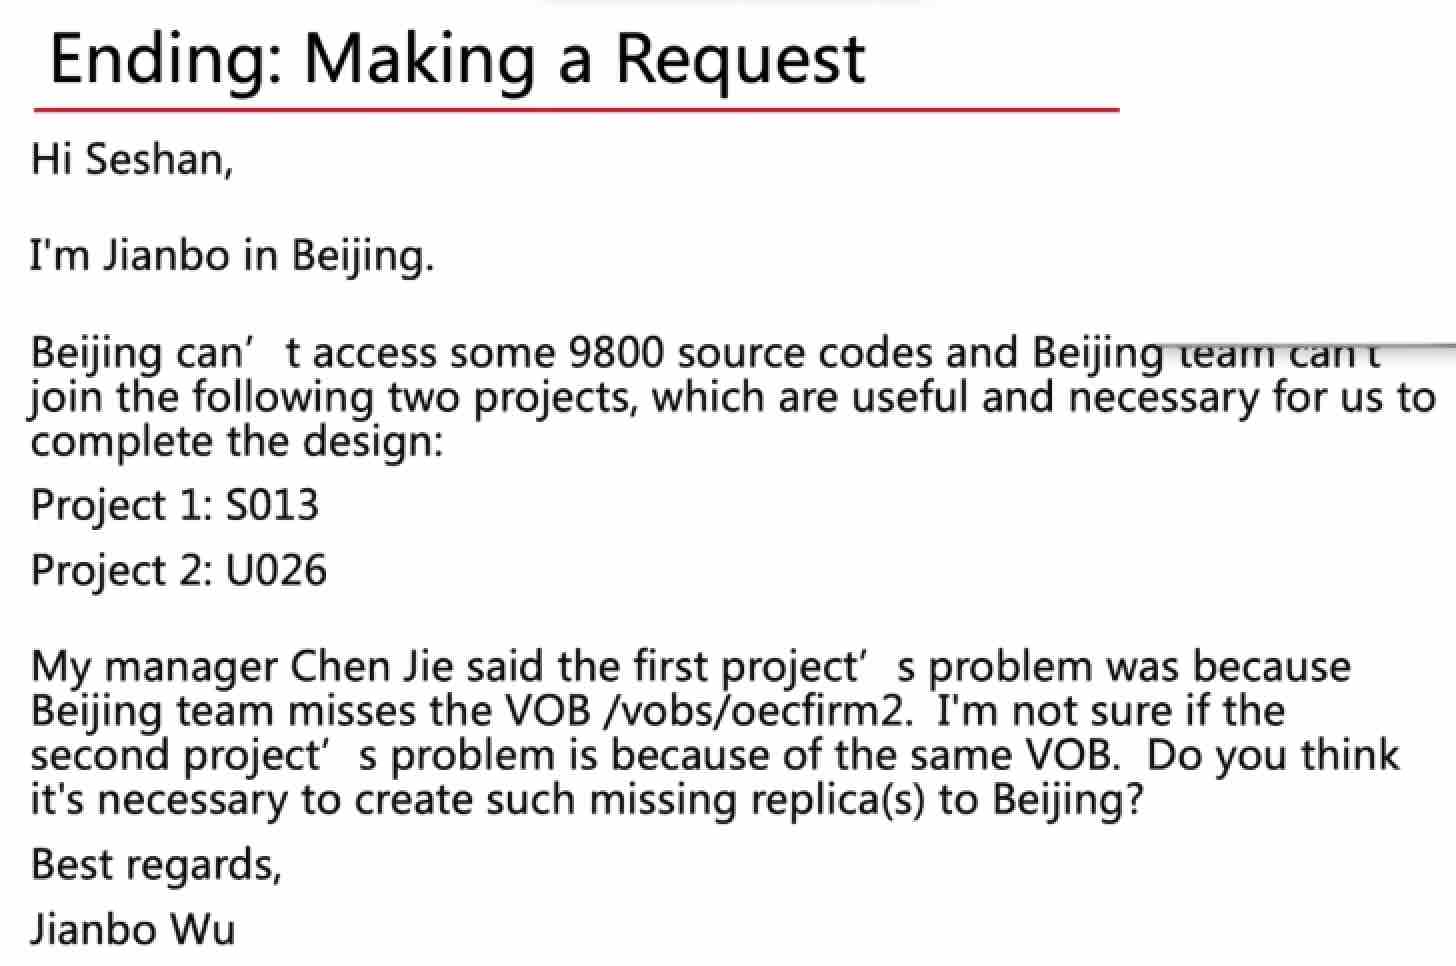 Ending: Making a Request
Hi Seshan,
I'm Jianbo in Beijing.
Beijing can’ t access some 9800 source codes and Beijing team can't
join the following two projects, which are useful and necessary for us to
complete the design:
Project 1: S013
Project 2: U026
My manager Chen Jie said the first project’ s problem was because
Beijing team misses the VOB /vobs/oecfirm2.  I'm not sure if the
second project’ s problem is because of the same VOB.  Do you think
it's necessary to create such missing replica(s) to Beijing?
Best regards,
Jianbo Wu